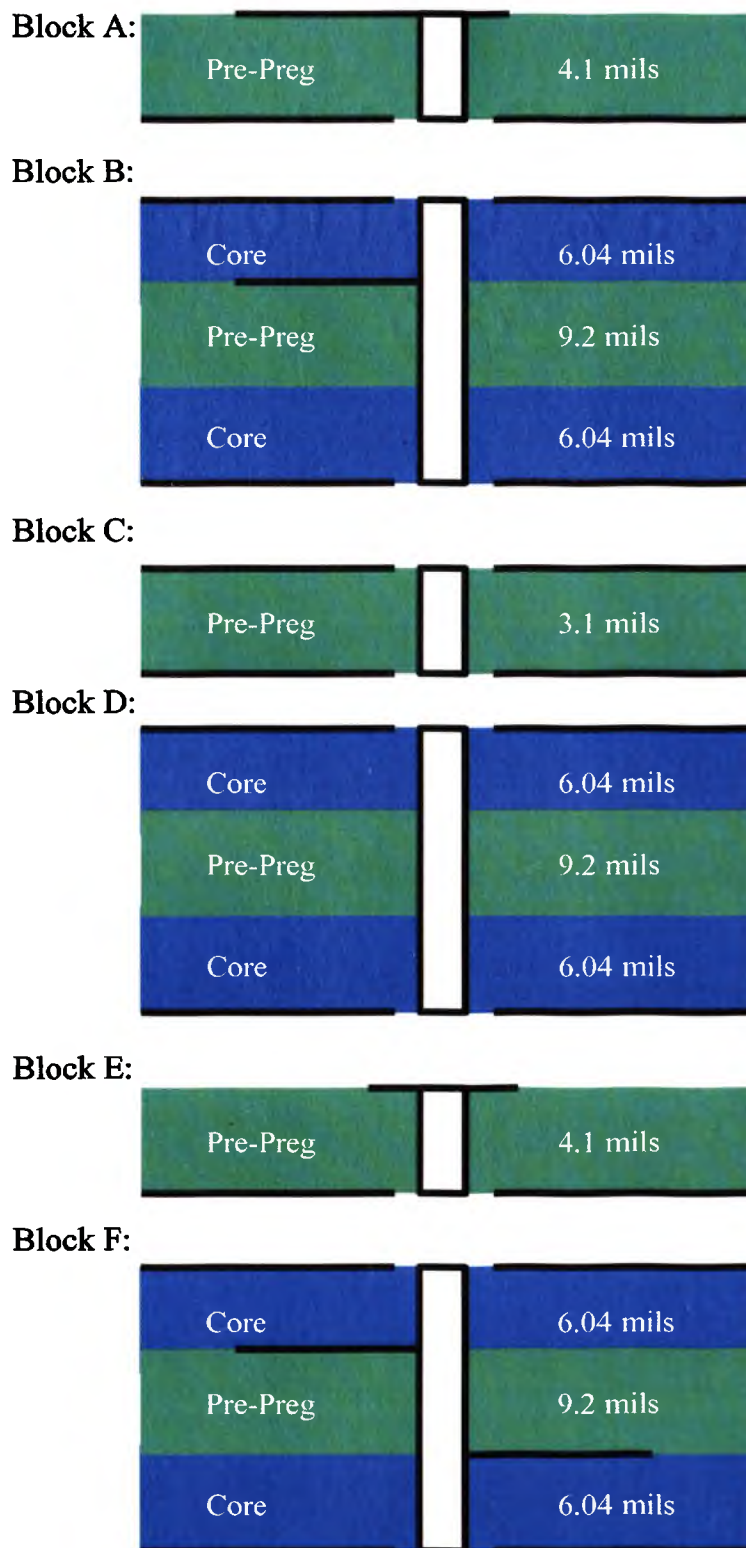 Block A:
Pre-Preg 4.1 mils
Block B:
Core 6.04 mils
Pre-Preg 9.2 mils
Core 6.04 mils
Block C:
Pre-Preg 3.1 mils
Block D:
Core 6.04 mils
Pre-Preg 9.2 mils
Core 6.04 mils
Block E:
Pre-Preg 4.1 mils
Block F:
Core 6.04 mils
Pre-Preg 9.2 mils
Core 6.04 mils